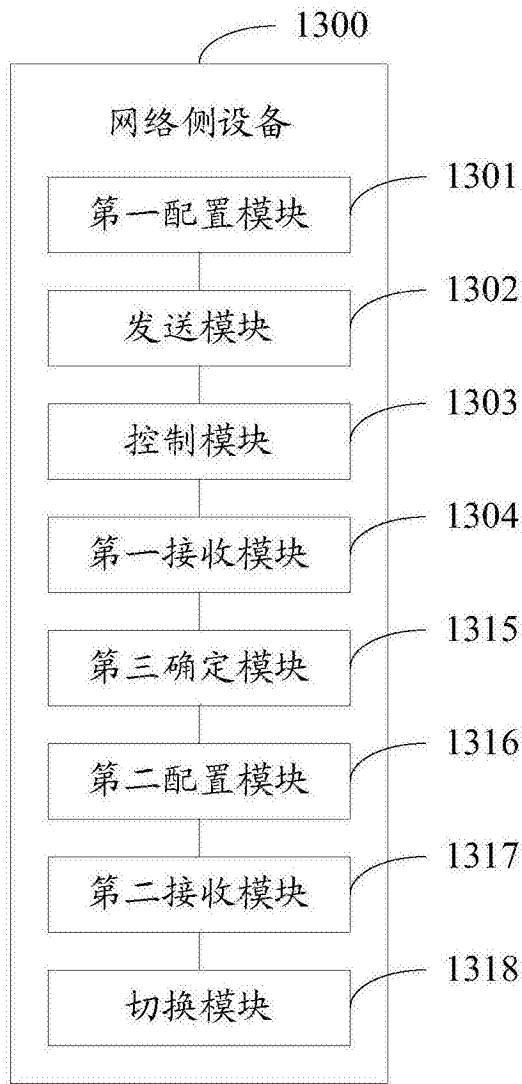 1300
网络侧设备
第一配置模块
1301
发送模块
1302
控制模块
1303
第一接收模块
1304
第三确定模块
1315
第二配置模块
1316
第二接收模块
1317
切换模块
1318